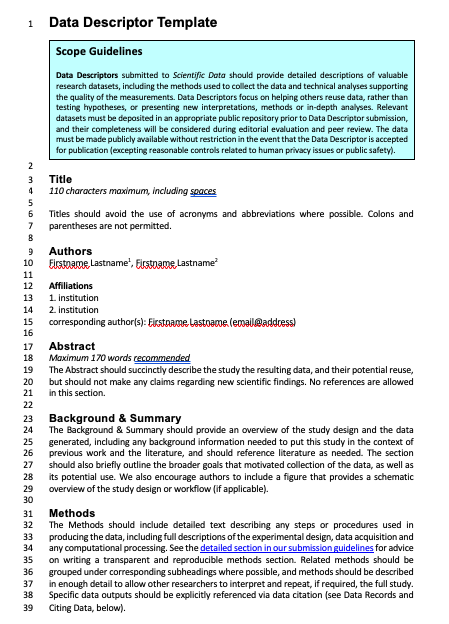 1 Data Descriptor Template
Scope Guidelines
Data Descriptors submitted to Scientific Data should provide detailed descriptions of valuable
research datasets, including the methods used to collect the data and technical analyses supporting
the quality of the measurements. Data Descriptors focus on helping others reuse data, rather than
testing hypotheses, or presenting new interpretations, methods or in-depth analyses. Relevant
datasets must be deposited in an appropriate public repository prior to Data Descriptor submission,
and their completeness will be considered during editorial evaluation and peer review. The data
must be made publicly available without restriction in the event that the Data Descriptor is accepted
for publication (excepting reasonable controls related to human privacy issues or public safety).
2
3 Title
4 110 characters maximum, including spaces
5
6 Titles should avoid the use of acronyms and abbreviations where possible. Colons and
7 parentheses are not permitted.
8
9 Authors
10 Firstname Lastname¹, Firstname Lastname²
11
12 Affiliations
13 1. institution
14 2. institution
15 corresponding author(s): Firstname Lastname (email@address)
16
17 Abstract
18 Maximum 170 words recommended
19 The Abstract should succinctly describe the study the resulting data, and their potential reuse,
20 but should not make any claims regarding new scientific findings. No references are allowed
21 in this section.
22
23 Background & Summary
24 The Background & Summary should provide an overview of the study design and the data
25 generated, including any background information needed to put this study in the context of
26 previous work and the literature, and should reference literature as needed. The section
27 should also briefly outline the broader goals that motivated collection of the data, as well as
28 its potential use. We also encourage authors to include a figure that provides a schematic
29 overview of the study design or workflow (if applicable).
30
31 Methods
32 The Methods should include detailed text describing any steps or procedures used in
33 producing the data, including full descriptions of the experimental design, data acquisition and
34 any computational processing. See the detailed section in our submission guidelines for advice
35 on writing a transparent and reproducible methods section. Related methods should be
36 grouped under corresponding subheadings where possible, and methods should be described
37 in enough detail to allow other researchers to interpret and repeat, if required, the full study.
38 Specific data outputs should be explicitly referenced via data citation (see Data Records and
39 Citing Data, below).